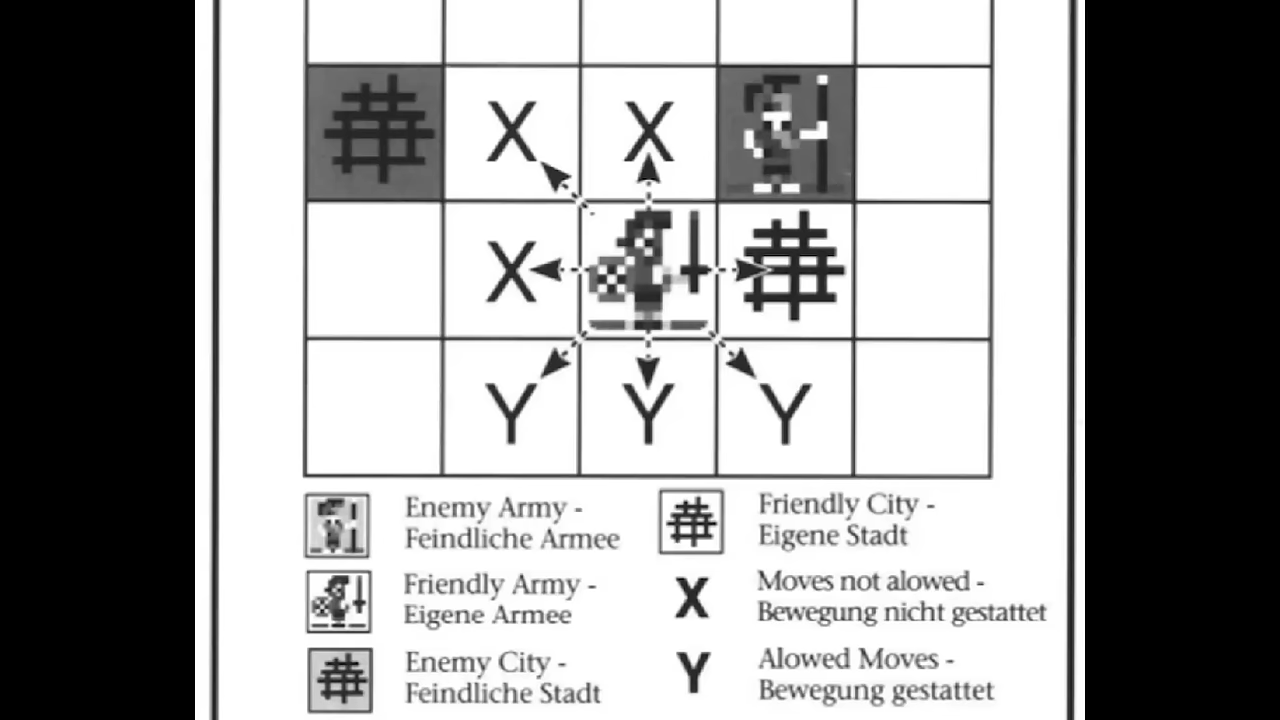 X X
X
Y Y Y
Enemy Army -
Feindliche Armee
Friendly City -
Eigene Stadt
Friendly Army -
Eigene Armee
X Moves not alowed -
Bewegung nicht gestattet
Enemy City -
Feindliche Stadt
Y Alowed Moves -
Bewegung gestattet